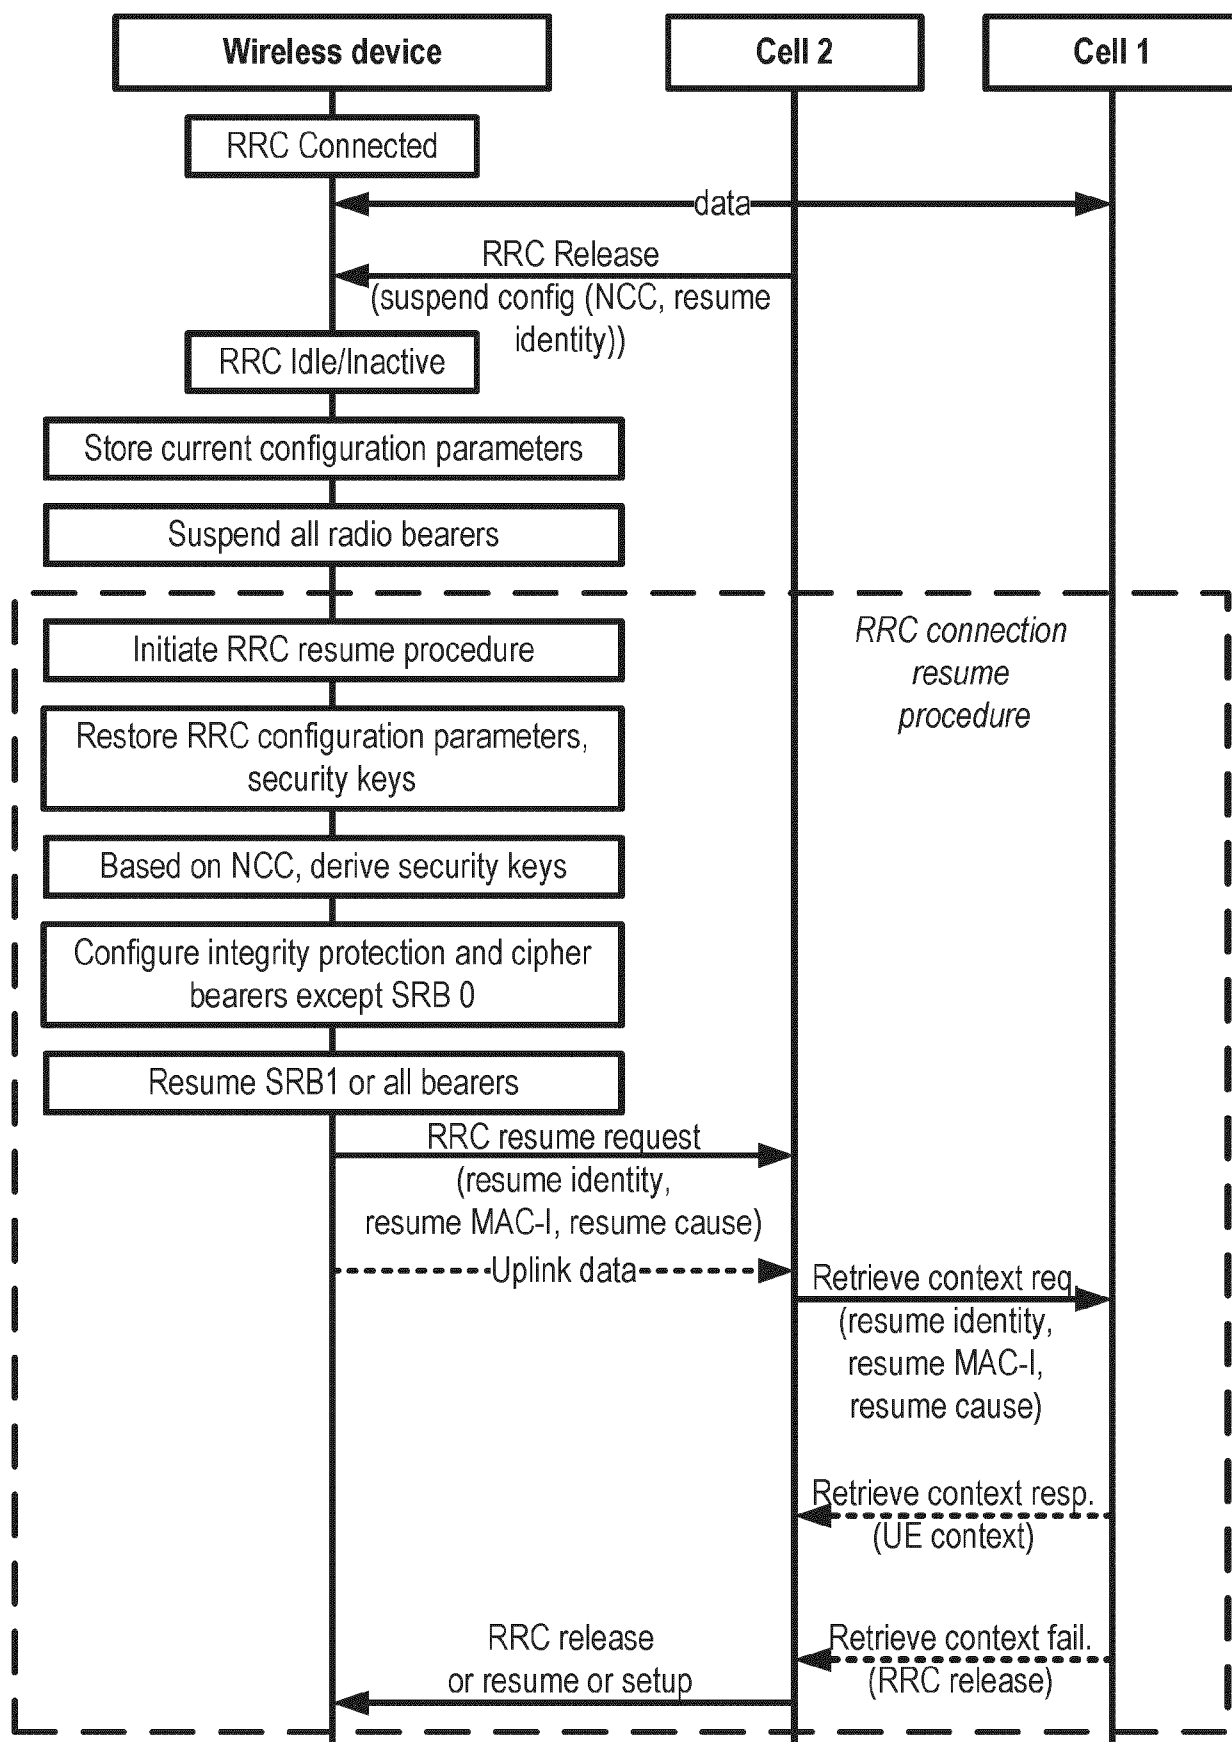 Wireless device
Cell 2
Cell 1
RRC Connected
data
RRC Release
(suspend config (NCC, resume
identity))
RRC Idle/Inactive
Store current configuration parameters
Suspend all radio bearers
RRC connection
resume
procedure
Initiate RRC resume procedure
Restore RRC configuration parameters,
security keys
Based on NCC, derive security keys
Configure integrity protection and cipher
bearers except SRB 0
Resume SRB1 or all bearers
RRC resume request
(resume identity,
resume MAC-I, resume cause)
Uplink data
Retrieve context req.
(resume identity,
resume MAC-I,
resume cause)
Retrieve context resp.
(UE context)
Retrieve context fail.
(RRC release)
RRC release
or resume or setup